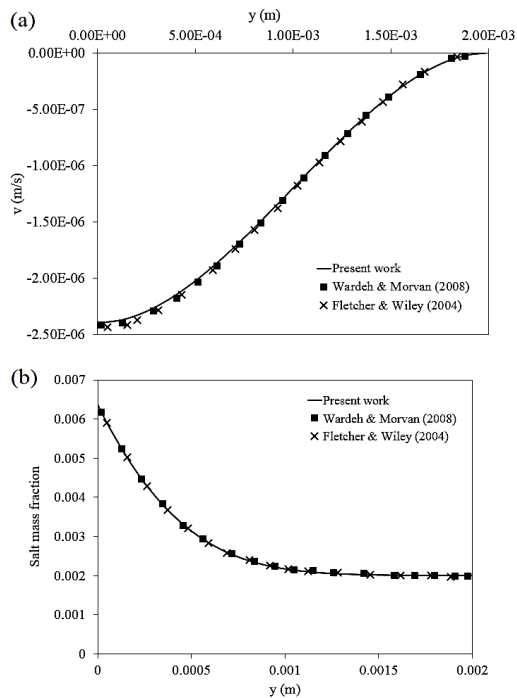 (a)
y (m)
0.00E+00 5.00E-04 1.00E-03 1.50E-03 2.00E-03
0.00E+00
-5.00E-07
-1.00E-06
-1.50E-06
-2.00E-06
-2.50E-06
v (m/s)
Present work
Wardeh & Morvan (2008)
Fletcher & Wiley (2004)
(b)
0.007
0.006
0.005
0.004
0.003
0.002
0.001
0
Salt mass fraction
Present work
Wardeh & Morvan (2008)
Fletcher & Wiley (2004)
0 0.0005 0.001 0.0015 0.002
y (m)